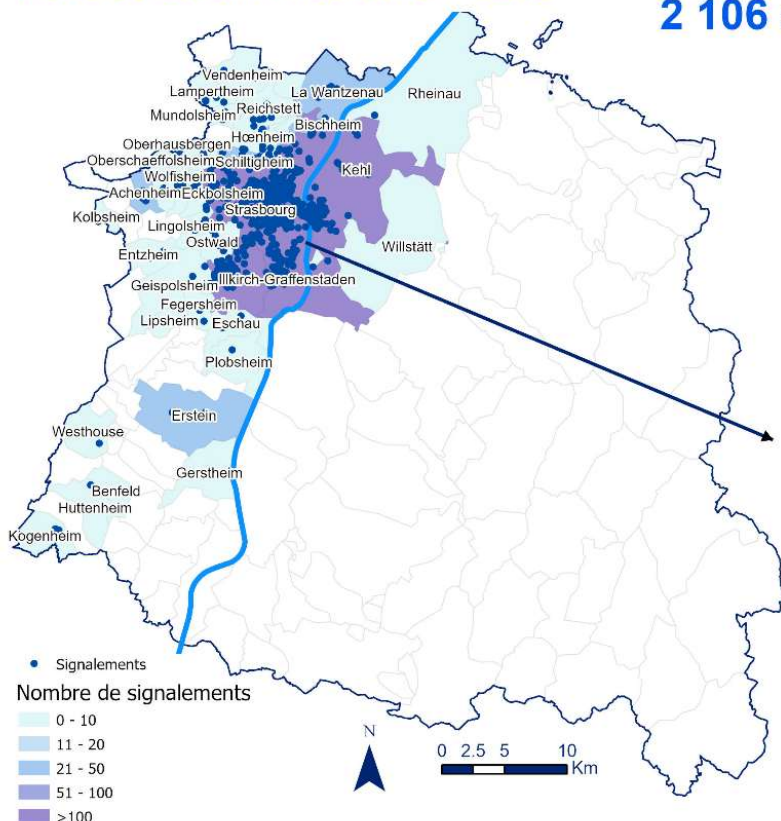 2 106
Vendenheim
Lampertheim
La Wantzenau
Rheinau
Reichstett
Mundolsheim
Bischheim
Hœnheim
Oberhausbergen
Oberschaeffolsheim
Schiltigheim
Kehl
Wolfisheim
Achenheim
Eckbolsheim
Kolbsheim
Strasbourg
Lingolsheim
Ostwald
Willstätt
Entzheim
Geispolsheim
Illkirch-Graffenstaden
Fegersheim
Lipsheim
Eschau
Plobsheim
Erstein
Westhouse
Gerstheim
Benfeld
Huttenheim
Kogenheim
Signalements
Nombre de signalements
0 - 10
11 - 20
21 - 50
51 - 100
>100
N
0 2.5 5 10
Km